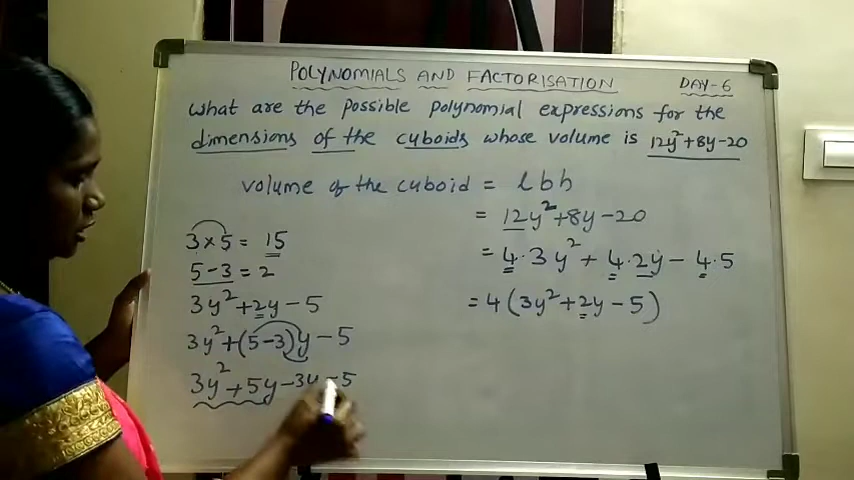 POLYNOMIALS AND FACTORISATION DAY-6
What are the possible polynomial expressions for the
dimensions of the cuboids whose volume is 12y²+8y-20
volume of the cuboid = l b h
= 12y²+8y-20
= 4·3y² + 4·2y - 4·5
= 4(3y²+2y-5)
3×5 = 15
5-3 = 2
3y²+2y-5
3y²+(5-3)y-5
3y²+5y-3y-5